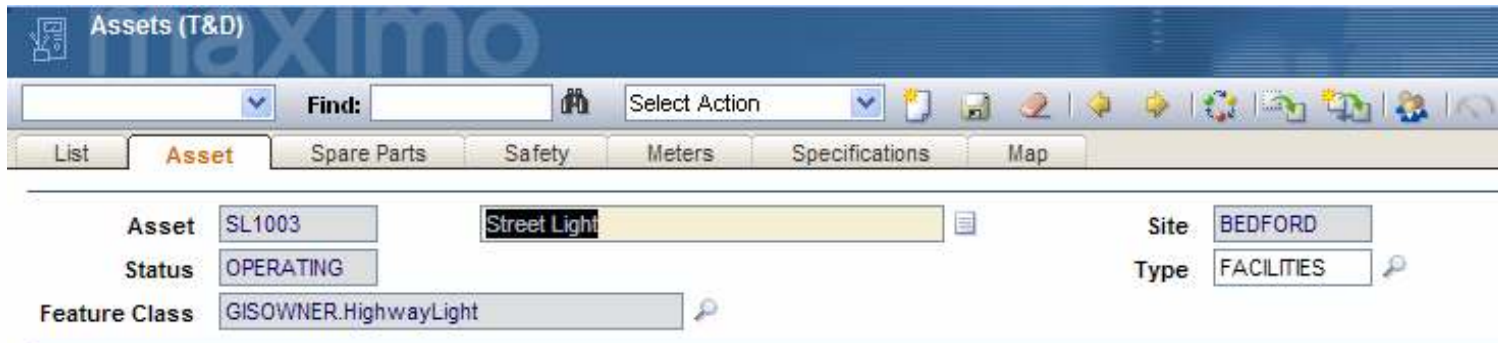 Assets (T&D)
maximo
Find: Select Action
List Asset Spare Parts Safety Meters Specifications Map
Asset SL1003 Street Light Site BEDFORD
Status OPERATING Type FACILITIES
Feature Class GISOWNER.HighwayLight